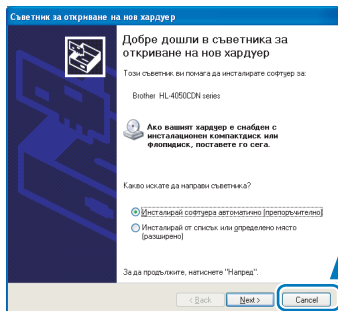 Съветник за откриване на нов хардуер
Добре дошли в съветника за
откриване на нов хардуер
Този съветник ви помага да инсталирате софтуер за:
Brother HL-4050CDN series
Ако вашият хардуер е снабден с
инсталационен компактдиск или
флопидиск, поставете го сега.
Какво искате да направи съветника?
Инсталирай софтуера автоматично (препоръчително)
Инсталирай от списък или определено място
(разширено)
За да продължите, натиснете "Напред".
< Back Next > Cancel